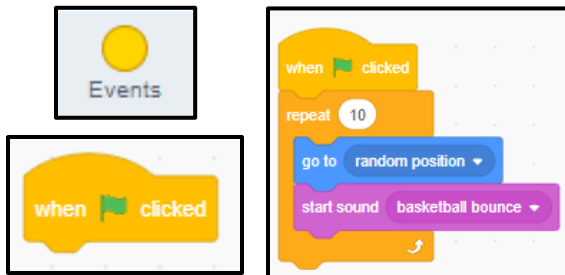 Events
when clicked
when clicked
repeat 10
go to random position
start sound basketball bounce